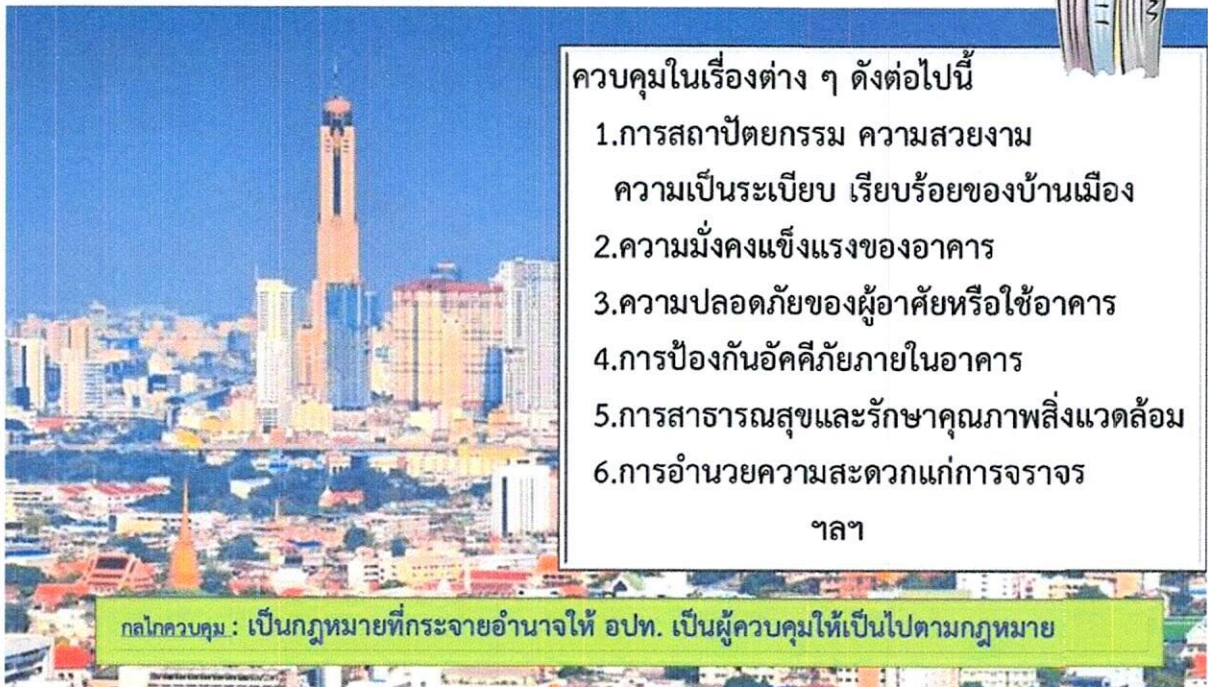 ควบคุมในเรื่องต่าง ๆ ดังต่อไปนี้
1.การสถาปัตยกรรม ความสวยงาม
ความเป็นระเบียบ เรียบร้อยของบ้านเมือง
2.ความมั่งคงแข็งแรงของอาคาร
3.ความปลอดภัยของผู้อาศัยหรือใช้อาคาร
4.การป้องกันอัคคีภัยภายในอาคาร
5.การสาธารณสุขและรักษาคุณภาพสิ่งแวดล้อม
6.การอำนวยความสะดวกแก่การจราจร
ฯลฯ
กลไกควบคุม : เป็นกฎหมายที่กระจายอำนาจให้ อปท. เป็นผู้ควบคุมให้เป็นไปตามกฎหมาย